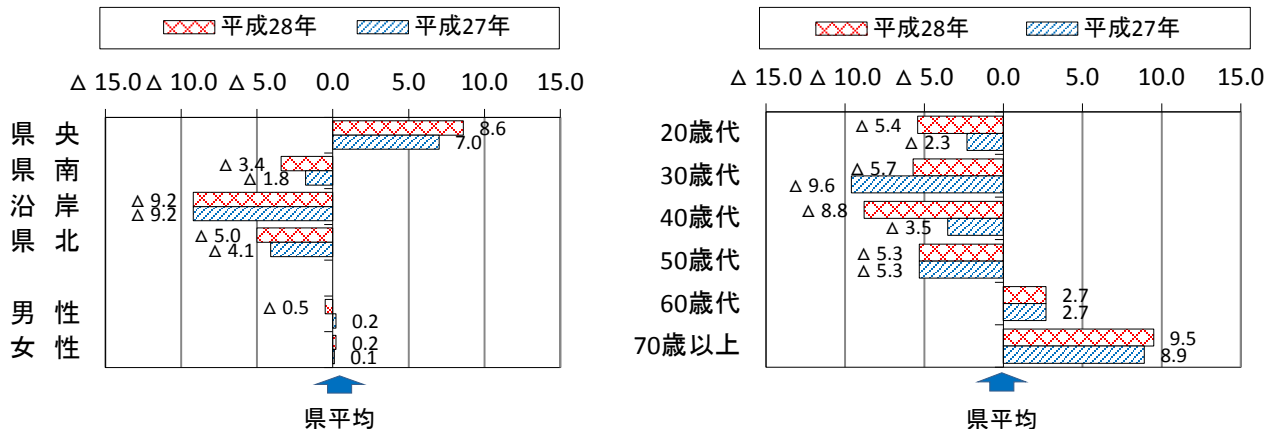 平成28年 平成27年
△ 15.0 △ 10.0 △ 5.0 0.0 5.0 10.0 15.0
県 央 8.6
7.0
県 南 △ 3.4
△ 1.8
沿 岸 △ 9.2
△ 9.2
県 北 △ 5.0
△ 4.1
男 性 △ 0.5
0.2
女 性 0.2
0.1
県平均
平成28年 平成27年
△ 15.0 △ 10.0 △ 5.0 0.0 5.0 10.0 15.0
20歳代 △ 5.4
△ 2.3
30歳代 △ 5.7
△ 9.6
40歳代 △ 8.8
△ 3.5
50歳代 △ 5.3
△ 5.3
60歳代 2.7
2.7
70歳以上 9.5
8.9
県平均